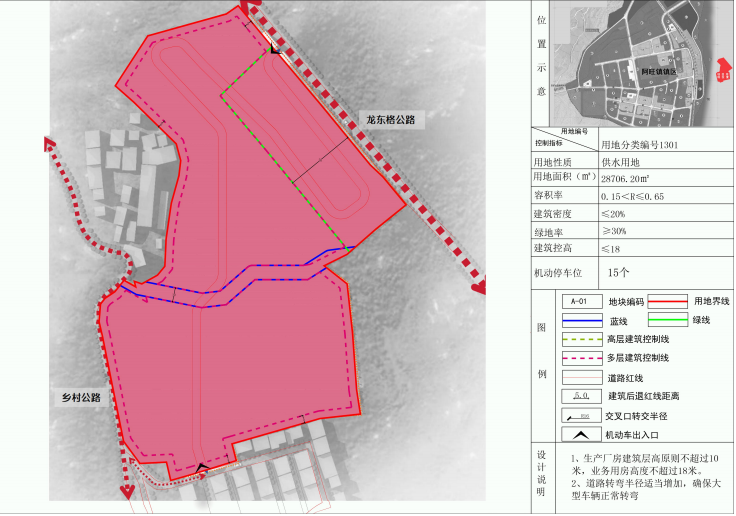 龙东格公路
乡村公路
位置示意
阿旺镇镇区
用地编号
控制指标
用地分类编号1301
用地性质
供水用地
用地面积（㎡）
28706.20㎡
容积率
0.15＜R≤0.65
建筑密度
≤20%
绿地率
≥30%
建筑控高
≤18
机动停车位
15个
图例
A-01
地块编码
用地界线
蓝线
绿线
高层建筑控制线
多层建筑控制线
道路红线
5.0
建筑后退红线距离
交叉口转交半径
机动车出入口
设计说明
1、生产厂房建筑层高原则不超过10
米，业务用房高度不超过18米。
2、道路转弯半径适当增加，确保大
型车辆正常转弯